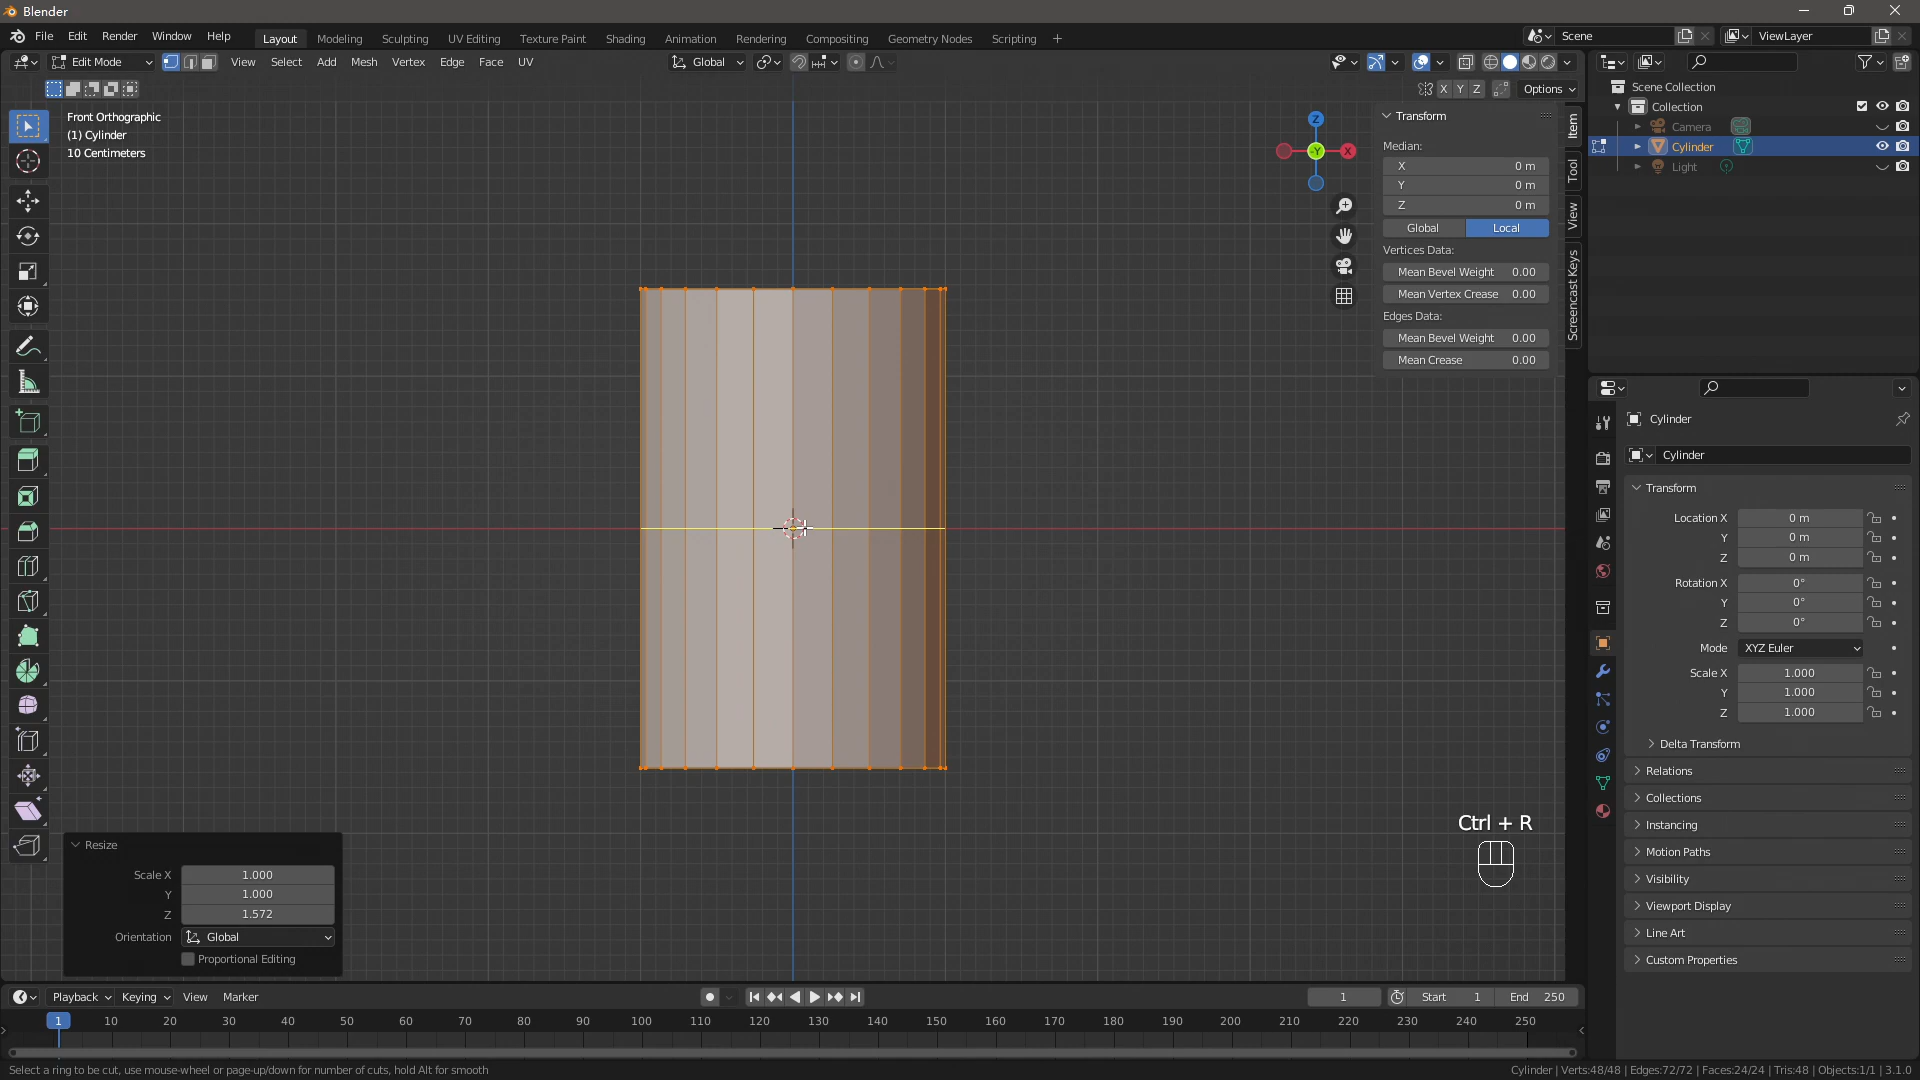 Blender
File Edit Render Window Help
Layout Modeling Sculpting UV Editing Texture Paint Shading Animation Rendering Compositing Geometry Nodes Scripting +
Scene
ViewLayer
Edit Mode View Select Add Mesh Vertex Edge Face UV
Global
X Y Z Options
Front Orthographic
(1) Cylinder
10 Centimeters
Z
-Y
X
Transform
Median:
X 0 m
Y 0 m
Z 0 m
Global Local
Vertices Data:
Mean Bevel Weight 0.00
Mean Vertex Crease 0.00
Edges Data:
Mean Bevel Weight 0.00
Mean Crease 0.00
Item
Tool
View
Screencast Keys
Scene Collection
Collection
Camera
Cylinder
Light
Cylinder
Cylinder
Transform
Location X 0 m
Y 0 m
Z 0 m
Rotation X 0°
Y 0°
Z 0°
Mode XYZ Euler
Scale X 1.000
Y 1.000
Z 1.000
Delta Transform
Relations
Collections
Instancing
Motion Paths
Visibility
Viewport Display
Line Art
Custom Properties
Ctrl + R
Resize
Scale X 1.000
Y 1.000
Z 1.572
Orientation Global
Proportional Editing
Playback Keying View Marker
1 Start 1 End 250
1 10 20 30 40 50 60 70 80 90 100 110 120 130 140 150 160 170 180 190 200 210 220 230 240 250
Select a ring to be cut, use mouse-wheel or page-up/down for number of cuts, hold Alt for smooth
Cylinder | Verts:48/48 | Edges:72/72 | Faces:24/24 | Tris:48 | Objects:1/1 | 3.1.0